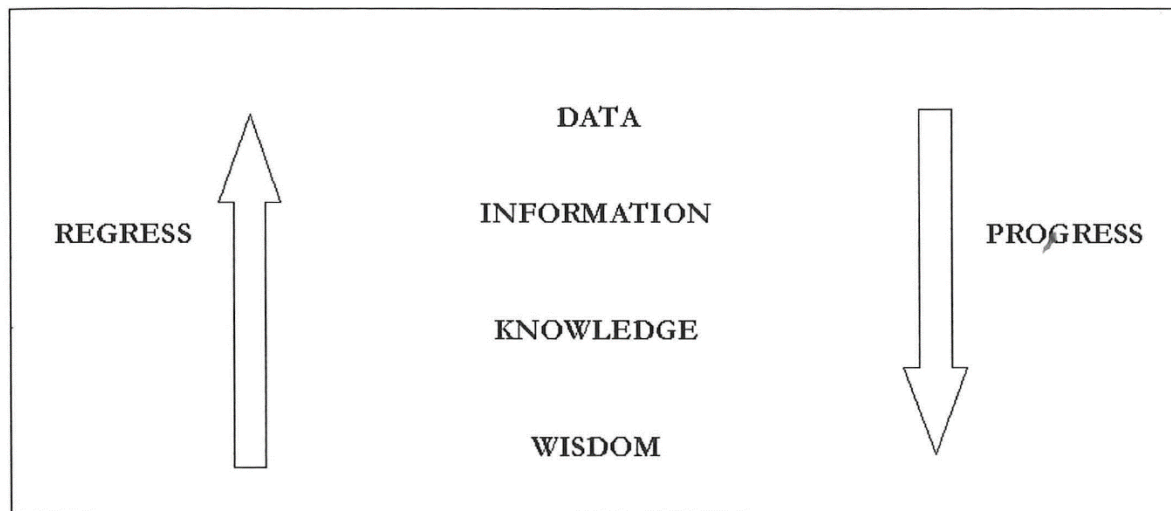 DATA
INFORMATION
REGRESS
PROGRESS
KNOWLEDGE
WISDOM